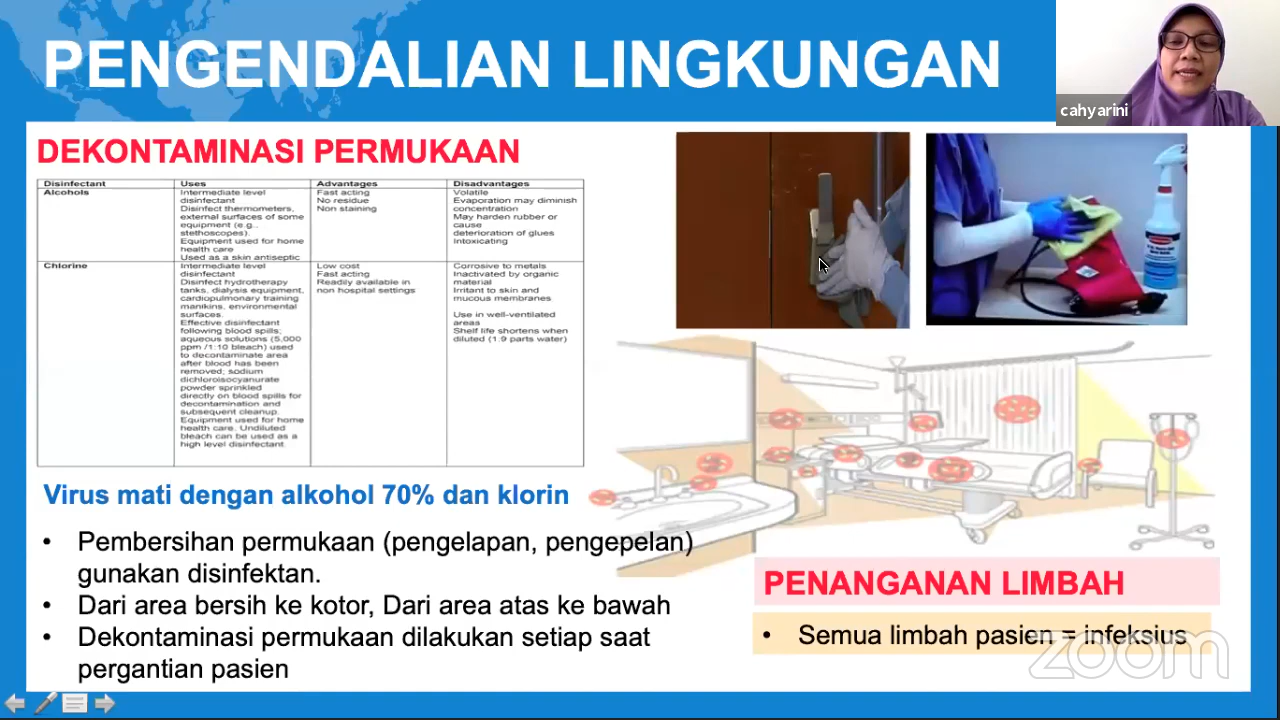 PENGENDALIAN LINGKUNGAN
cahyarini
DEKONTAMINASI PERMUKAAN
Disinfectant Uses Advantages Disadvantages
Alcohols
Intermediate level
disinfectant
Disinfect thermometers,
external surfaces of some
equipment (e.g.,
stethoscopes).
Equipment used for home
health care
Used as a skin antiseptic
Fast acting
No residue
Non staining
Volatile
Evaporation may diminish
concentration
May harden rubber or
cause
deterioration of glues
Intoxicating
Chlorine
Intermediate level
disinfectant
Disinfect hydrotherapy
tanks, dialysis equipment,
cardiopulmonary training
manikins, environmental
surfaces.
Effective disinfectant
following blood spills;
aqueous solutions (5,000
ppm /1:10 bleach) used
to decontaminate area
after blood has been
removed; sodium
dichloroisocyanurate
powder sprinkled
directly on blood spills for
decontamination and
subsequent cleanup.
Equipment used for home
health care. Undiluted
bleach can be used as a
high level disinfectant.
Low cost
Fast acting
Readily available in
non hospital settings
Corrosive to metals
Inactivated by organic
material
Irritant to skin and
mucous membranes
Use in well-ventilated
areas
Shelf life shortens when
diluted (1:9 parts water)
Virus mati dengan alkohol 70% dan klorin
• Pembersihan permukaan (pengelapan, pengepelan)
gunakan disinfektan.
• Dari area bersih ke kotor, Dari area atas ke bawah
• Dekontaminasi permukaan dilakukan setiap saat
pergantian pasien
PENANGANAN LIMBAH
• Semua limbah pasien = infeksius
zoom